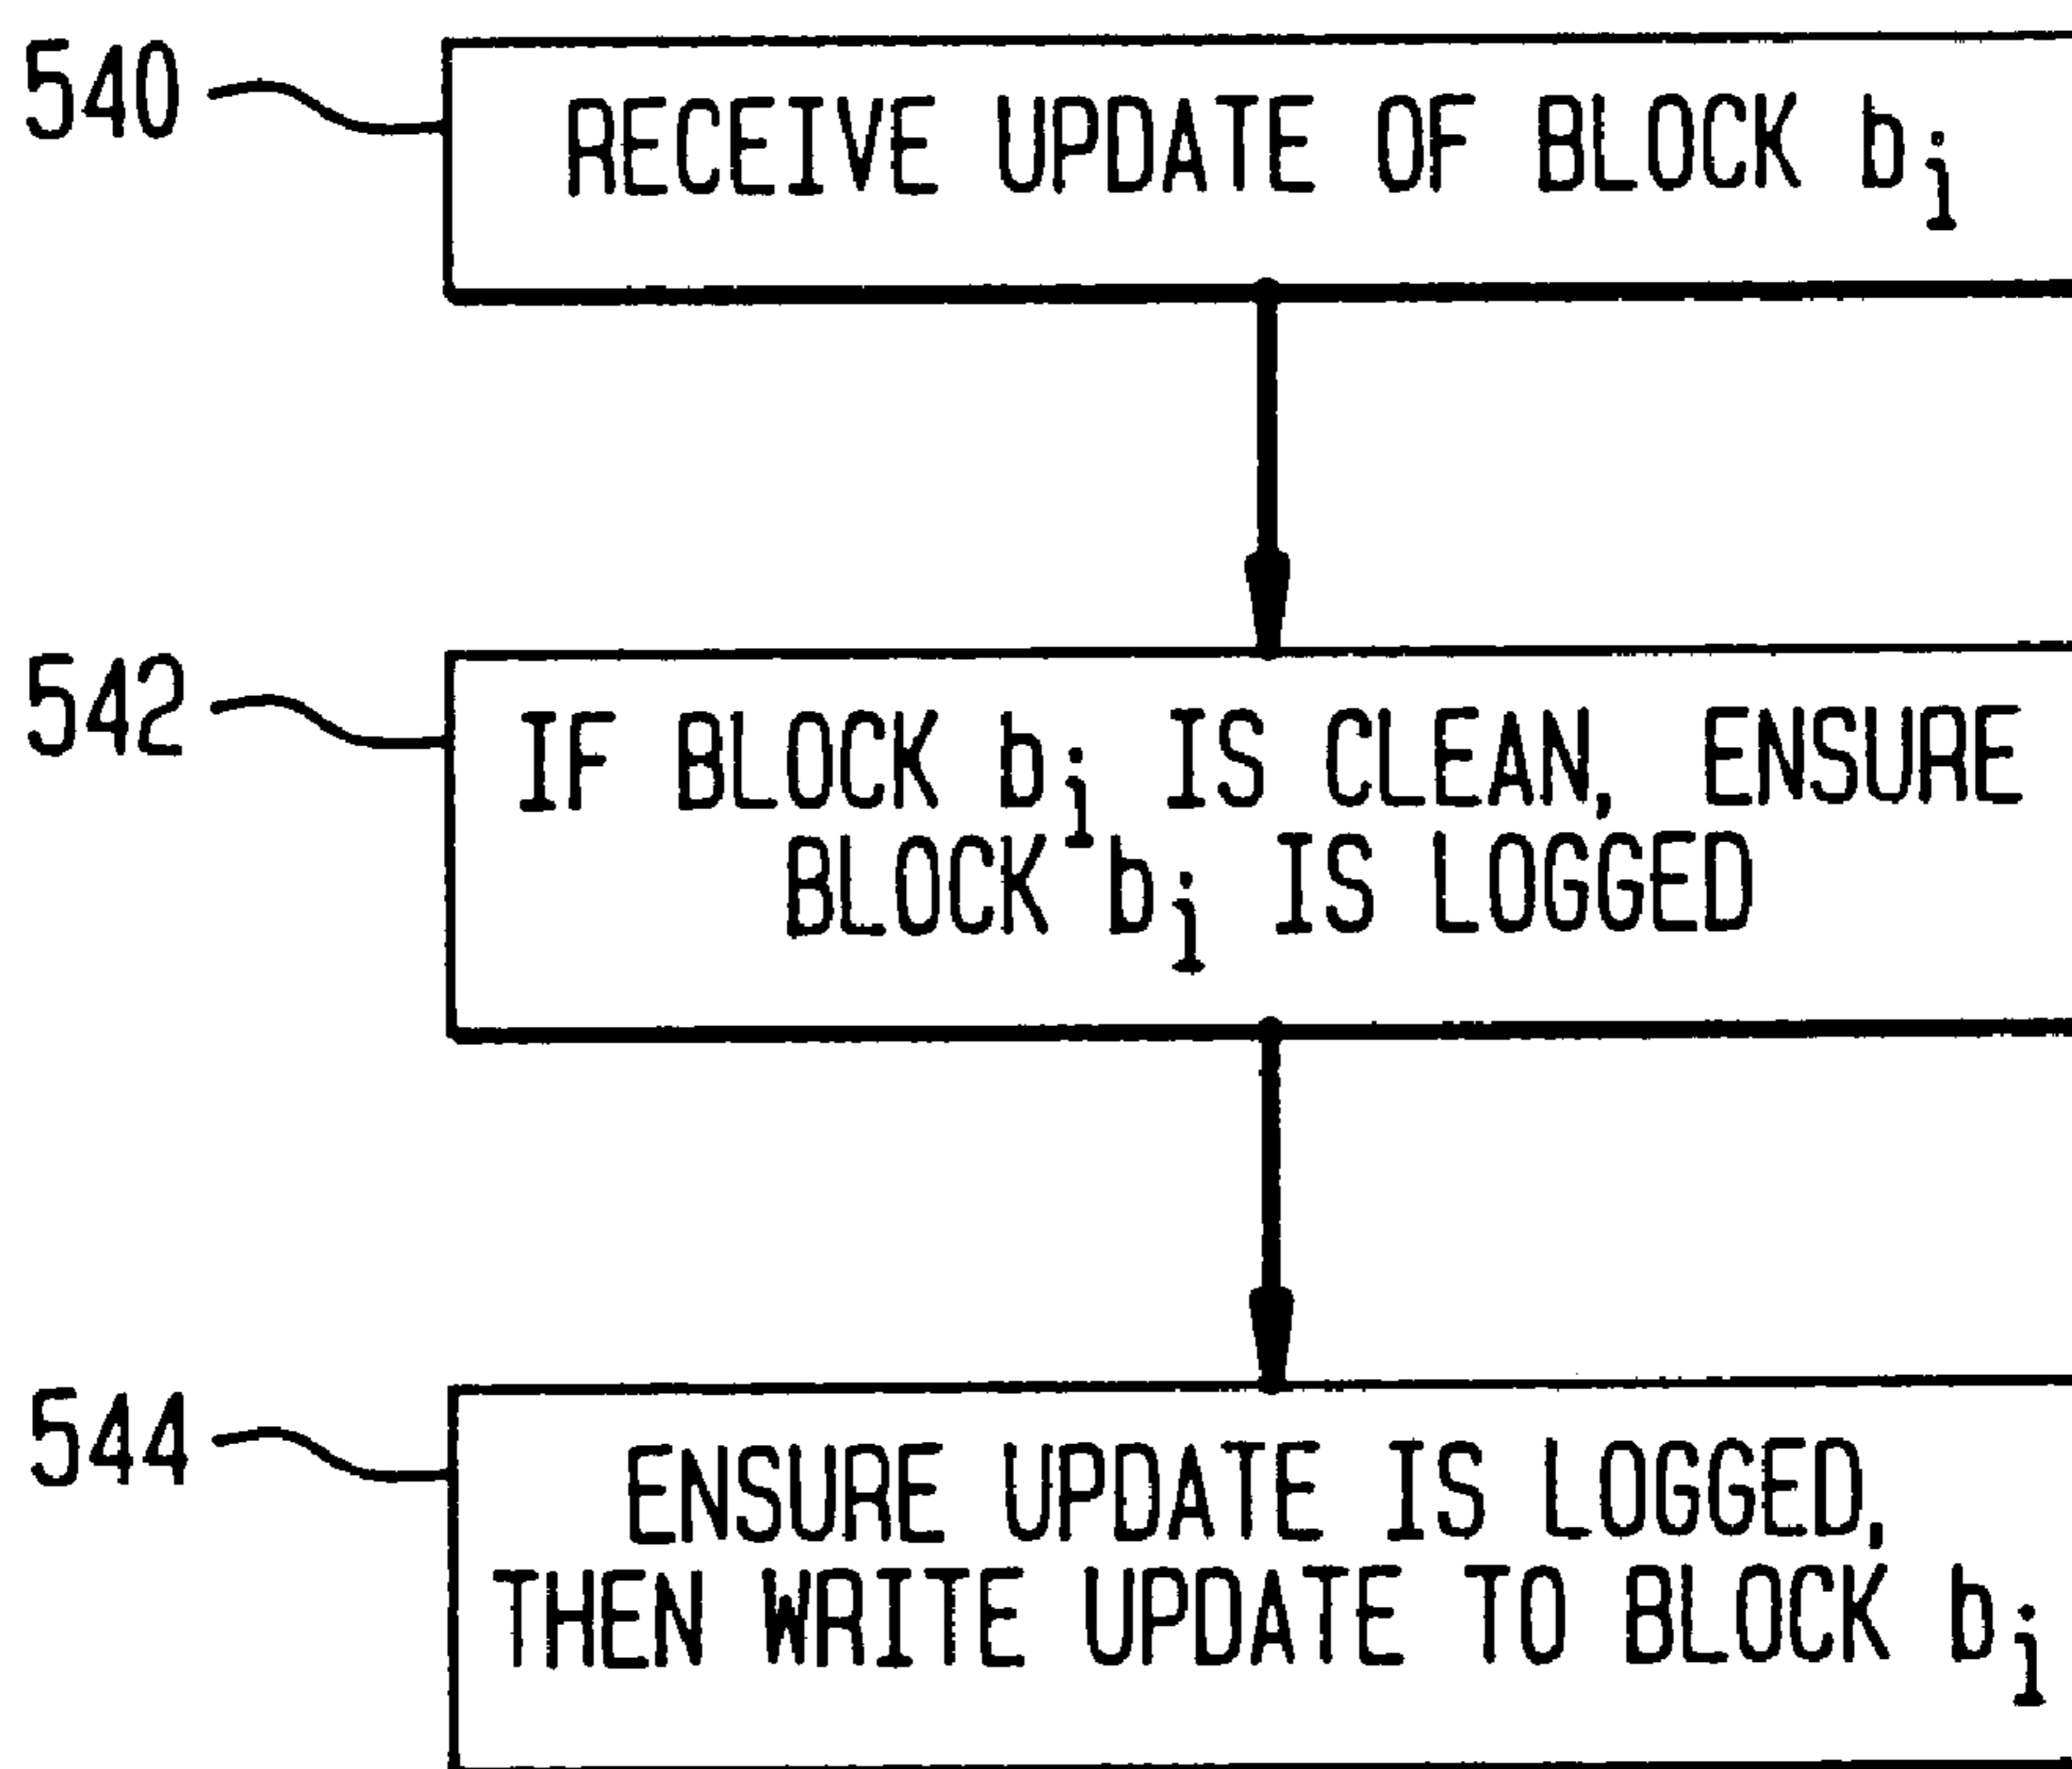 540
RECEIVE UPDATE OF BLOCK bi
542
IF BLOCK bi IS CLEAN, ENSURE
BLOCK bi IS LOGGED
544
ENSURE UPDATE IS LOGGED,
THEN WRITE UPDATE TO BLOCK bi